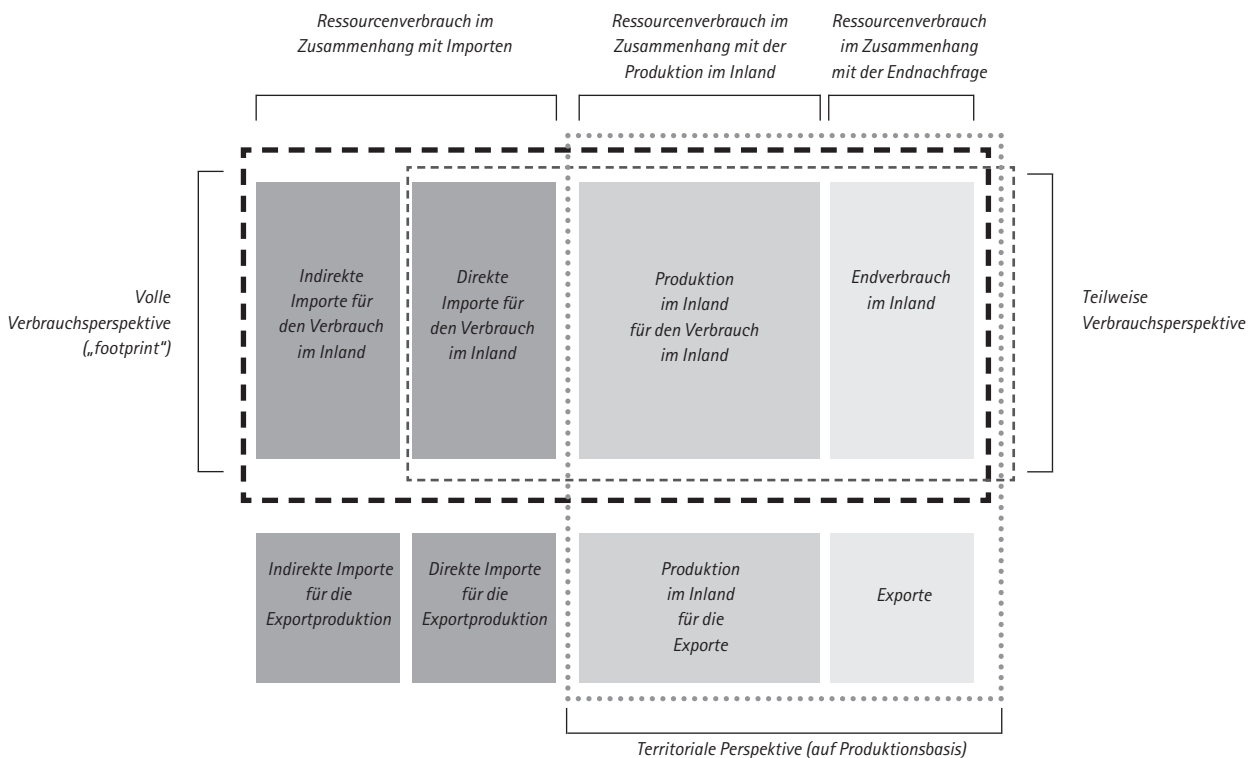 Ressourcenverbrauch im
Zusammenhang mit Importen
Ressourcenverbrauch im
Zusammenhang mit der
Produktion im Inland
Ressourcenverbrauch
im Zusammenhang
mit der Endnachfrage
Volle
Verbrauchsperspektive
(„footprint“)
Indirekte
Importe für
den Verbrauch
im Inland
Direkte
Importe für
den Verbrauch
im Inland
Produktion
im Inland
für den Verbrauch
im Inland
Endverbrauch
im Inland
Teilweise
Verbrauchsperspektive
Indirekte Importe
für die
Exportproduktion
Direkte Importe
für die
Exportproduktion
Produktion
im Inland
für die
Exporte
Exporte
Territoriale Perspektive (auf Produktionsbasis)